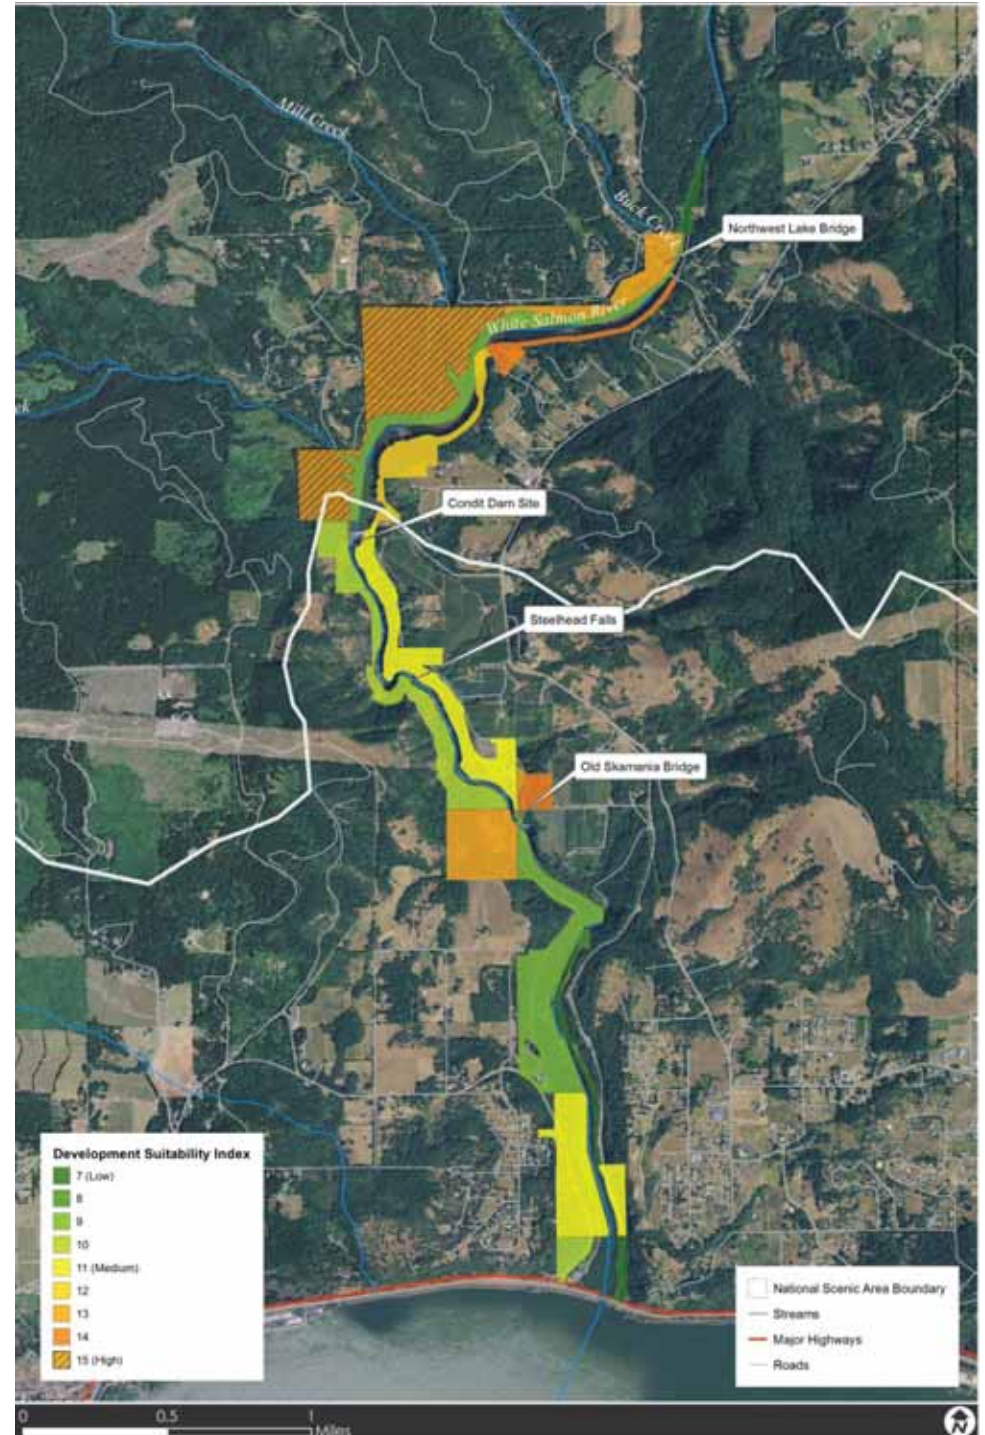 Mill Creek
Buck Creek
Northwest Lake Bridge
White Salmon River
Condit Dam Site
Steelhead Falls
Old Skamania Bridge
Development Suitability Index
7 (Low)
8
9
10
11 (Medium)
12
13
14
15 (High)
National Scenic Area Boundary
Streams
Major Highways
Roads
0
0.5
1
Miles
N